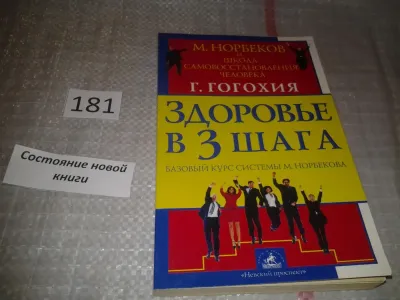 181
Состояние новой
книги
М. НОРБЕКОВ
И
ШКОЛА
САМОВОССТАНОВЛЕНИЯ
ЧЕЛОВЕКА
Г. ГОГОХИЯ
ЗДОРОВЬЕ
В 3 ШАГА
БАЗОВЫЙ КУРС СИСТЕМЫ М. НОРБЕКОВА
«Невский проспект»